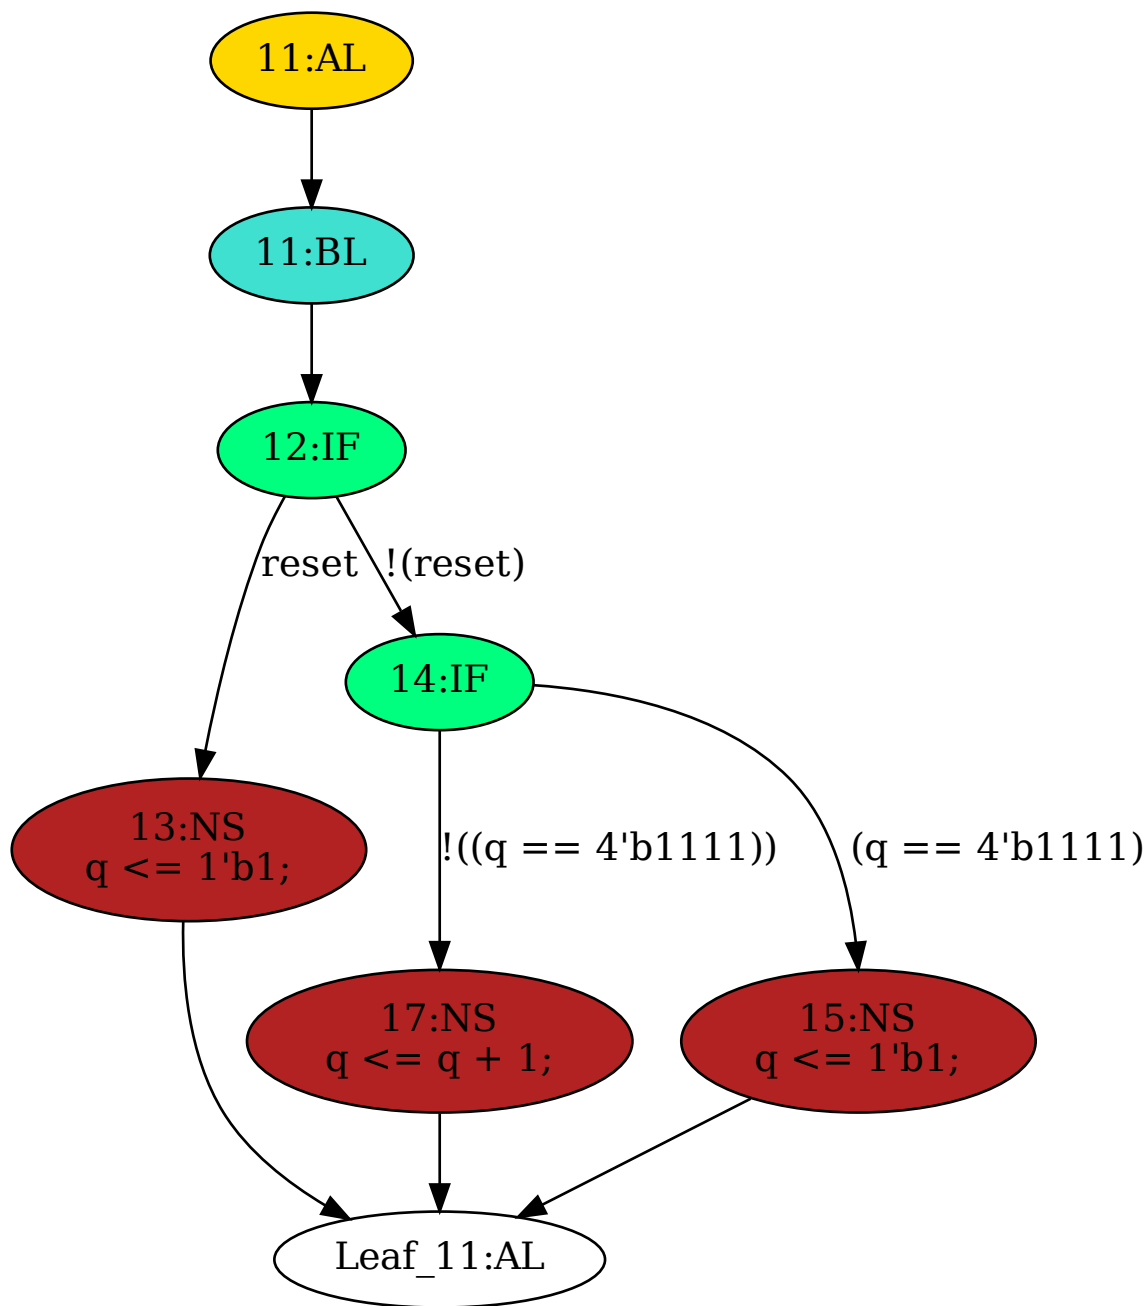 11:AL
11:BL
12:IF
reset
!(reset)
14:IF
13:NS
q <= 1'b1;
!((q == 4'b1111))
(q == 4'b1111)
17:NS
q <= q + 1;
15:NS
q <= 1'b1;
Leaf_11:AL